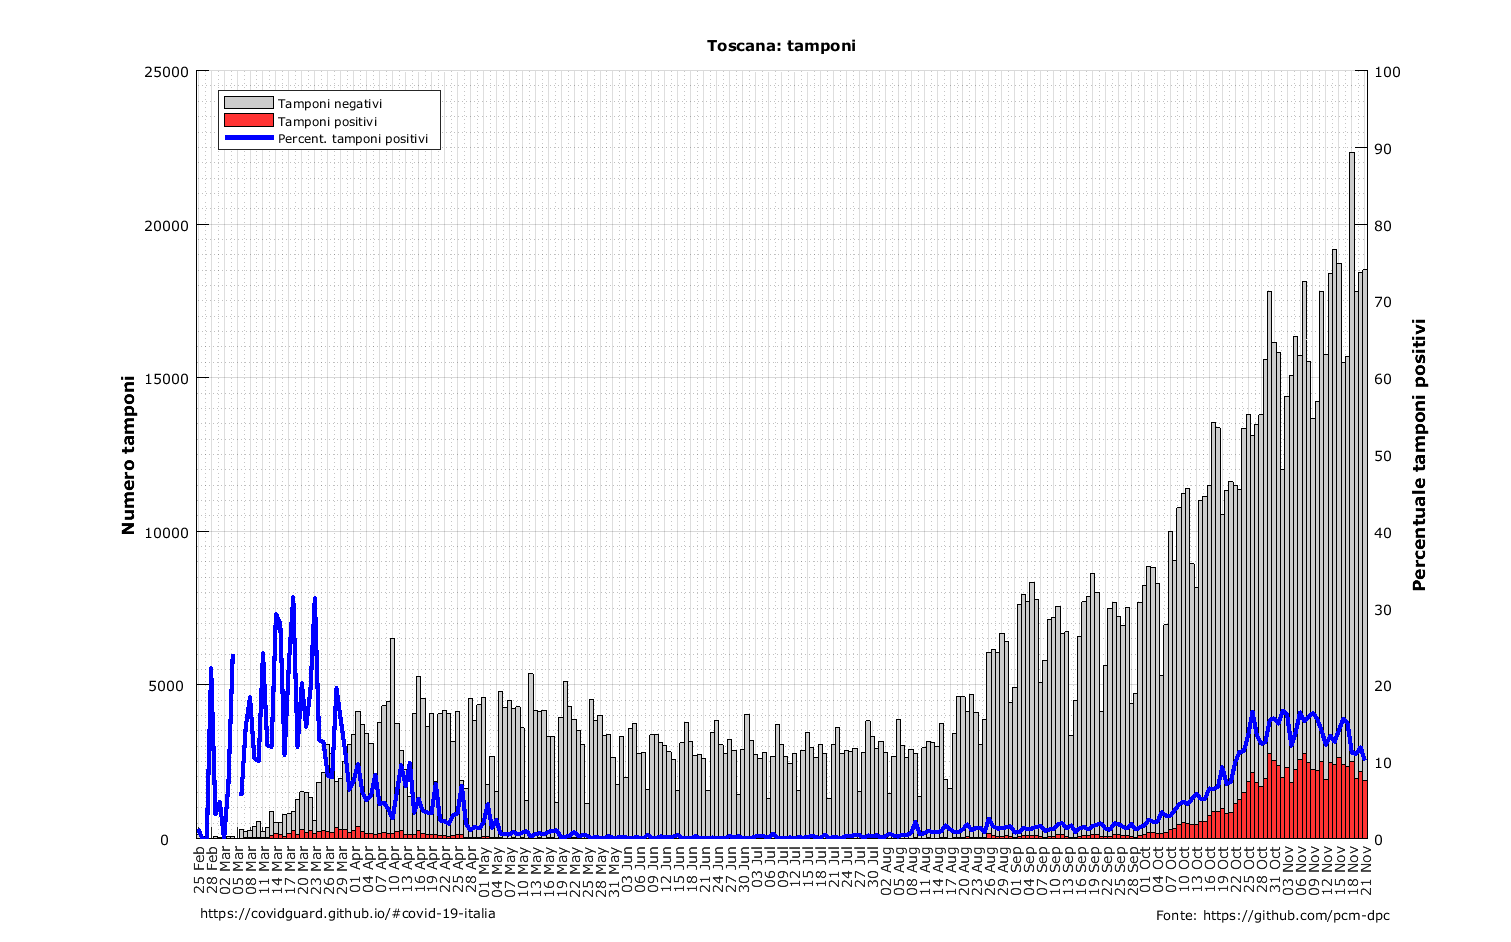 Toscana: tamponi
Tamponi negativi
Tamponi positivi
Percent. tamponi positivi
Numero tamponi
25000
20000
15000
10000
5000
0
Percentuale tamponi positivi
100
90
80
70
60
50
40
30
20
10
0
25 Feb
28 Feb
02 Mar
05 Mar
08 Mar
11 Mar
14 Mar
17 Mar
20 Mar
23 Mar
26 Mar
29 Mar
01 Apr
04 Apr
07 Apr
10 Apr
13 Apr
16 Apr
19 Apr
22 Apr
25 Apr
28 Apr
01 May
04 May
07 May
10 May
13 May
16 May
19 May
22 May
25 May
28 May
31 May
03 Jun
06 Jun
09 Jun
12 Jun
15 Jun
18 Jun
21 Jun
24 Jun
27 Jun
30 Jun
03 Jul
06 Jul
09 Jul
12 Jul
15 Jul
18 Jul
21 Jul
24 Jul
27 Jul
30 Jul
02 Aug
05 Aug
08 Aug
11 Aug
14 Aug
17 Aug
20 Aug
23 Aug
26 Aug
29 Aug
01 Sep
04 Sep
07 Sep
10 Sep
13 Sep
16 Sep
19 Sep
22 Sep
25 Sep
28 Sep
01 Oct
04 Oct
07 Oct
10 Oct
13 Oct
16 Oct
19 Oct
22 Oct
25 Oct
28 Oct
31 Oct
03 Nov
06 Nov
09 Nov
12 Nov
15 Nov
18 Nov
21 Nov
https://covidguard.github.io/#covid-19-italia
Fonte: https://github.com/pcm-dpc